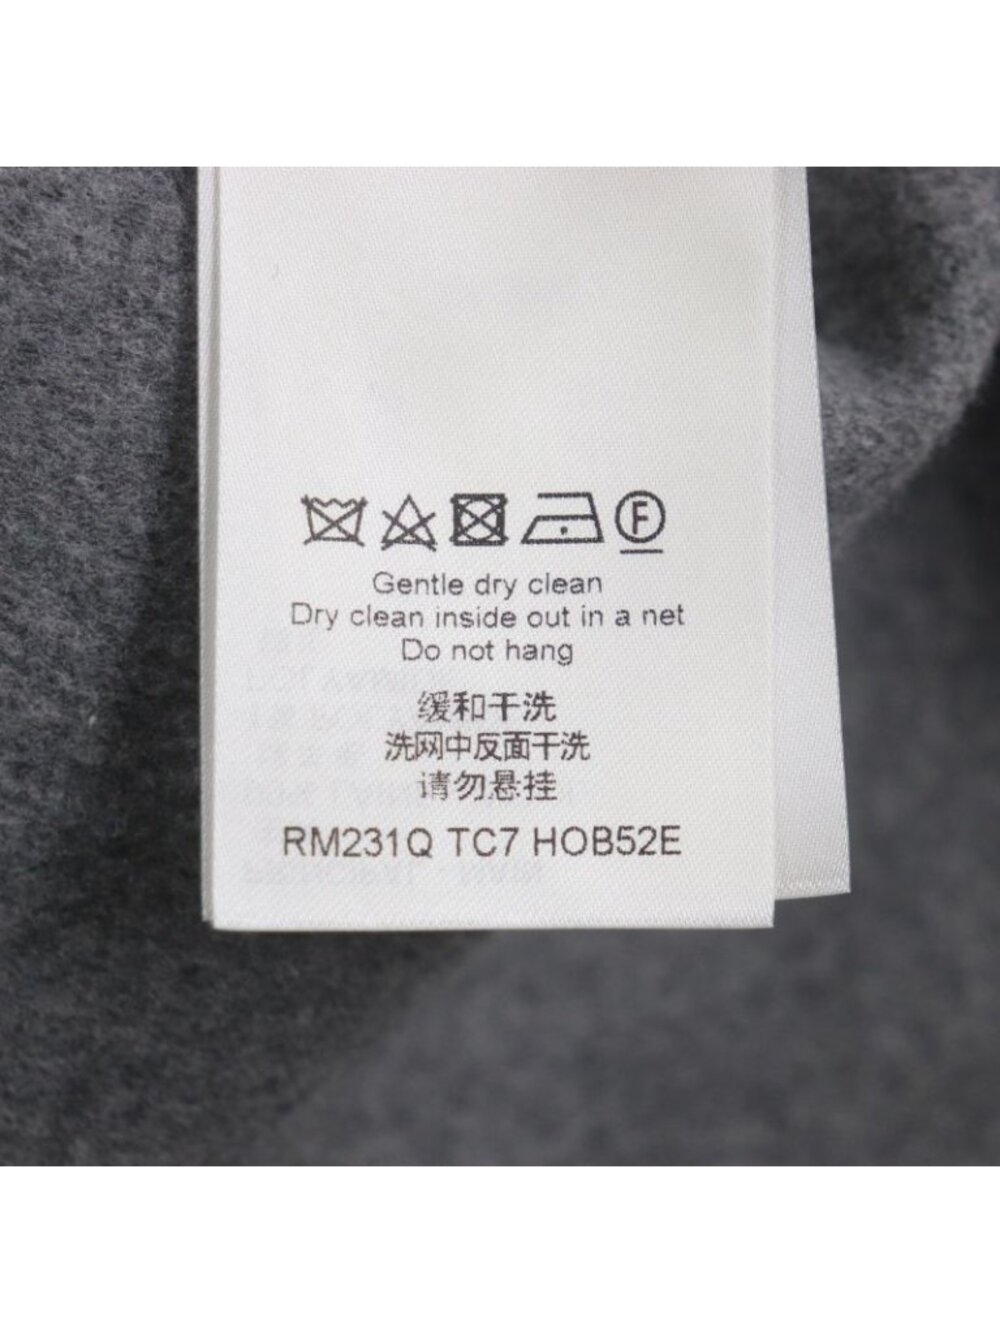 F
Gentle dry clean
Dry clean inside out in a net
Do not hang
缓和干洗
洗网中反面干洗
请勿悬挂
RM231Q TC7 HOB52E